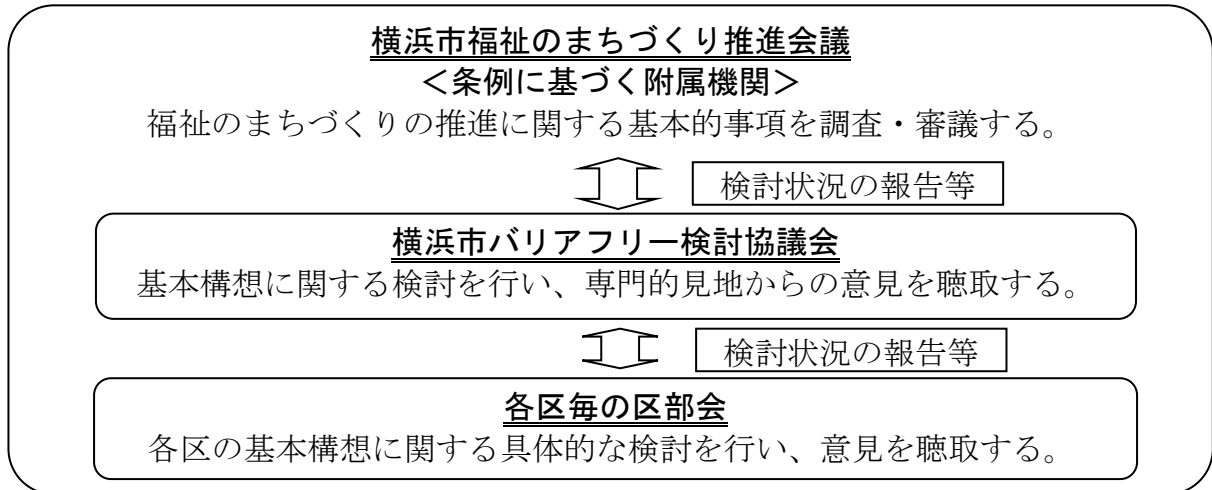 横浜市福祉のまちづくり推進会議
＜条例に基づく附属機関＞
福祉のまちづくりの推進に関する基本的事項を調査・審議する。
検討状況の報告等
横浜市バリアフリー検討協議会
基本構想に関する検討を行い、専門的見地からの意見を聴取する。
検討状況の報告等
各区毎の区部会
各区の基本構想に関する具体的な検討を行い、意見を聴取する。